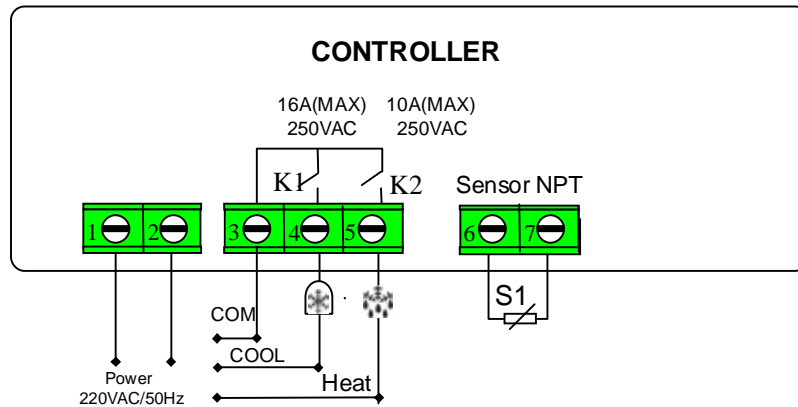 CONTROLLER
16A(MAX) 10A(MAX)
250VAC 250VAC
K1 K2 Sensor NPT
1 2 3 4 5 6 7
S1
COM
COOL
Power Heat
220VAC/50Hz